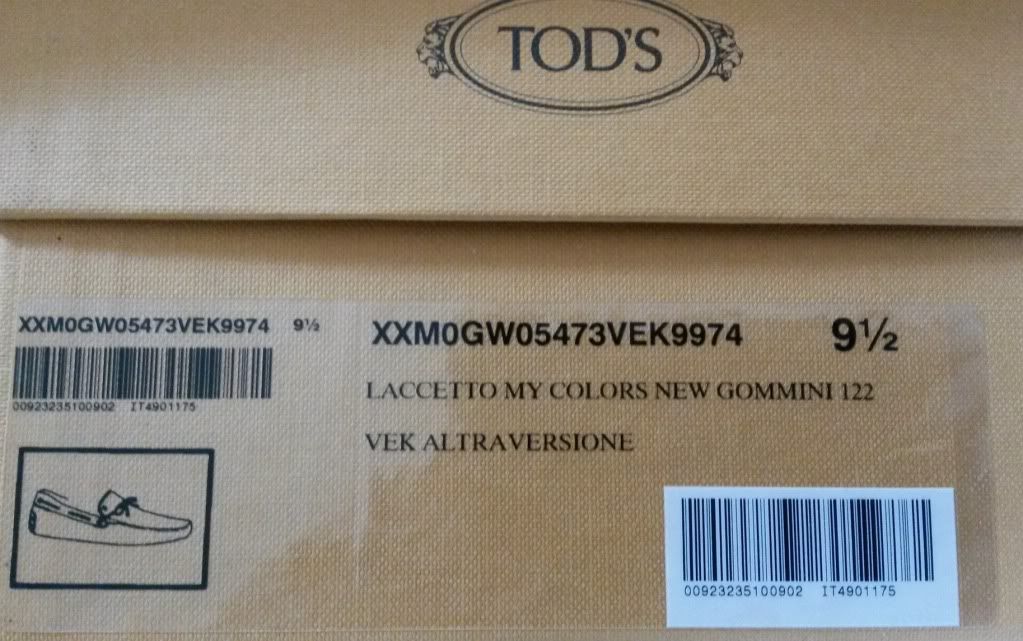 TOD'S
XXM0GW05473VEK9974 9½
00923235100902 IT4901175
XXM0GW05473VEK9974 9½
LACCETTO MY COLORS NEW GOMMINI 122
VEK ALTRAVERSIONE
00923235100902 IT4901175